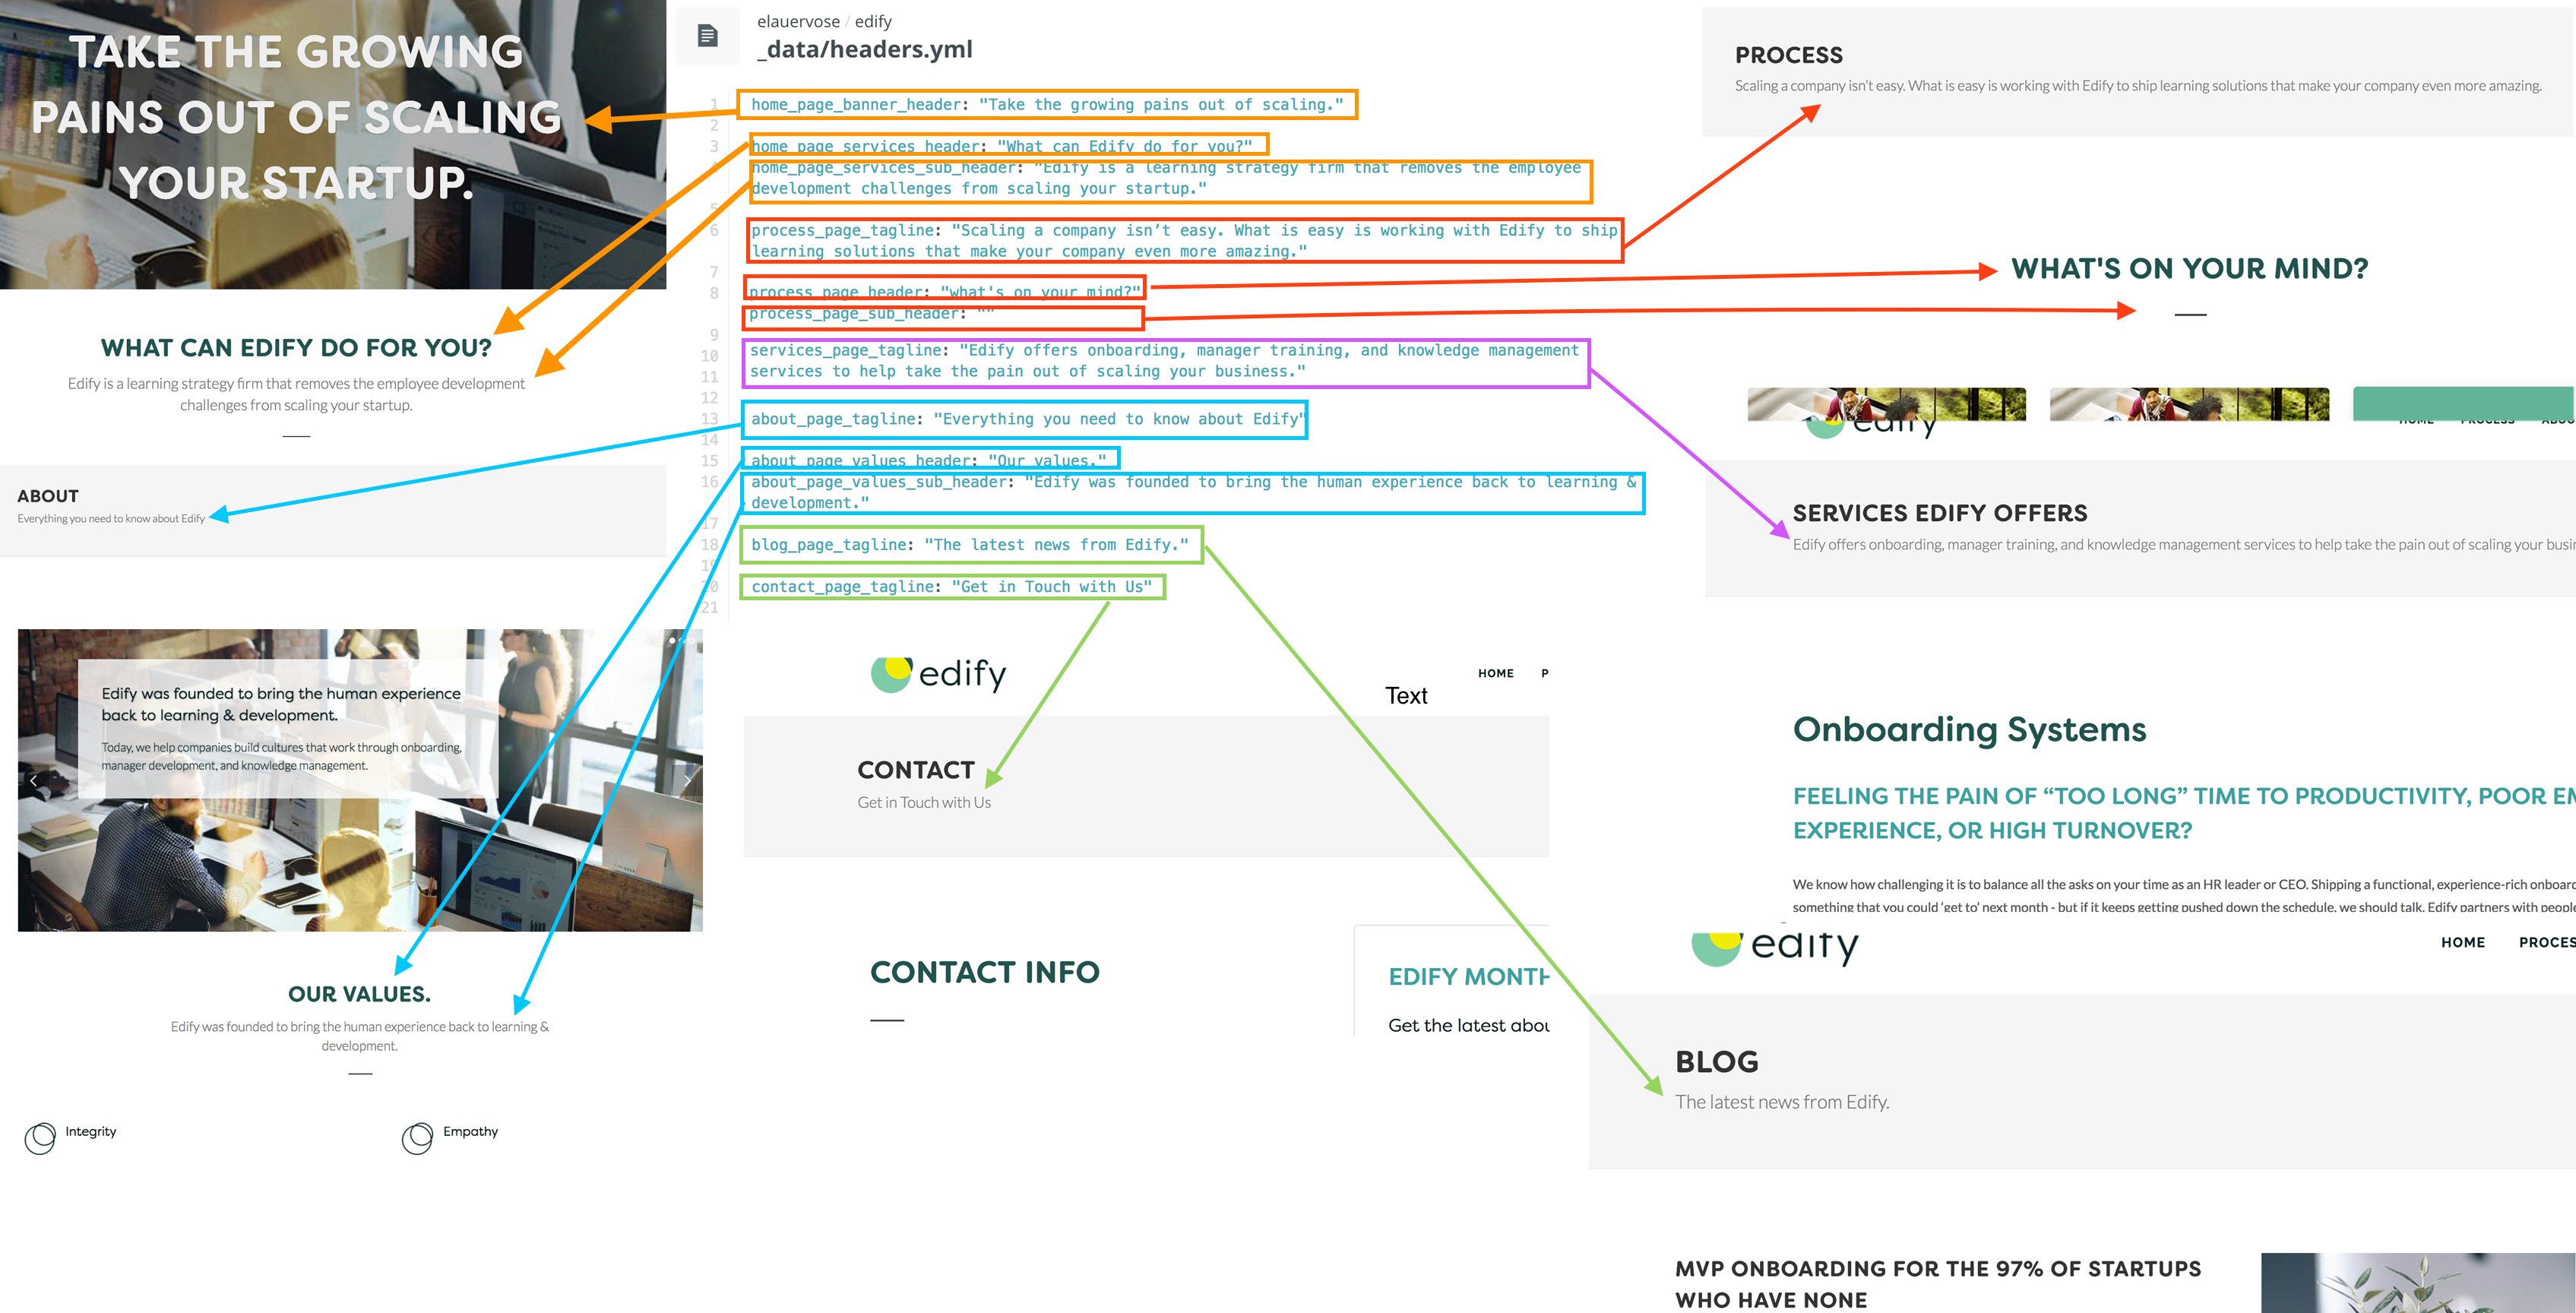 TAKE THE GROWING
PAINS OUT OF SCALING
YOUR STARTUP.
WHAT CAN EDIFY DO FOR YOU?
Edify is a learning strategy firm that removes the employee development
challenges from scaling your startup.
ABOUT
Everything you need to know about Edify
Edify was founded to bring the human experience
back to learning & development.
Today, we help companies build cultures that work through onboarding,
manager development, and knowledge management.
OUR VALUES.
Edify was founded to bring the human experience back to learning &
development.
Integrity
Empathy
elauervose / edify
_data/headers.yml
1 home_page_banner_header: "Take the growing pains out of scaling."
2
3 home_page_services_header: "What can Edify do for you?"
home_page_services_sub_header: "Edify is a learning strategy firm that removes the employee
development challenges from scaling your startup."
5
6 process_page_tagline: "Scaling a company isn’t easy. What is easy is working with Edify to ship
learning solutions that make your company even more amazing."
7
8 process_page_header: "what's on your mind?"
process_page_sub_header: ""
9
10 services_page_tagline: "Edify offers onboarding, manager training, and knowledge management
11 services to help take the pain out of scaling your business."
12
13 about_page_tagline: "Everything you need to know about Edify"
14
15 about_page_values_header: "Our values."
16 about_page_values_sub_header: "Edify was founded to bring the human experience back to learning &
development."
17
18 blog_page_tagline: "The latest news from Edify."
19
20 contact_page_tagline: "Get in Touch with Us"
21
edify
HOME P
Text
CONTACT
Get in Touch with Us
CONTACT INFO
EDIFY MONTH
Get the latest abou
PROCESS
Scaling a company isn’t easy. What is easy is working with Edify to ship learning solutions that make your company even more amazing.
WHAT'S ON YOUR MIND?
edify
HOME PROCESS ABOU
SERVICES EDIFY OFFERS
Edify offers onboarding, manager training, and knowledge management services to help take the pain out of scaling your busi
Onboarding Systems
FEELING THE PAIN OF “TOO LONG” TIME TO PRODUCTIVITY, POOR EM
EXPERIENCE, OR HIGH TURNOVER?
We know how challenging it is to balance all the asks on your time as an HR leader or CEO. Shipping a functional, experience-rich onboard
something that you could ‘get to’ next month - but if it keeps getting pushed down the schedule, we should talk. Edify partners with people
edify
HOME PROCES
BLOG
The latest news from Edify.
MVP ONBOARDING FOR THE 97% OF STARTUPS
WHO HAVE NONE